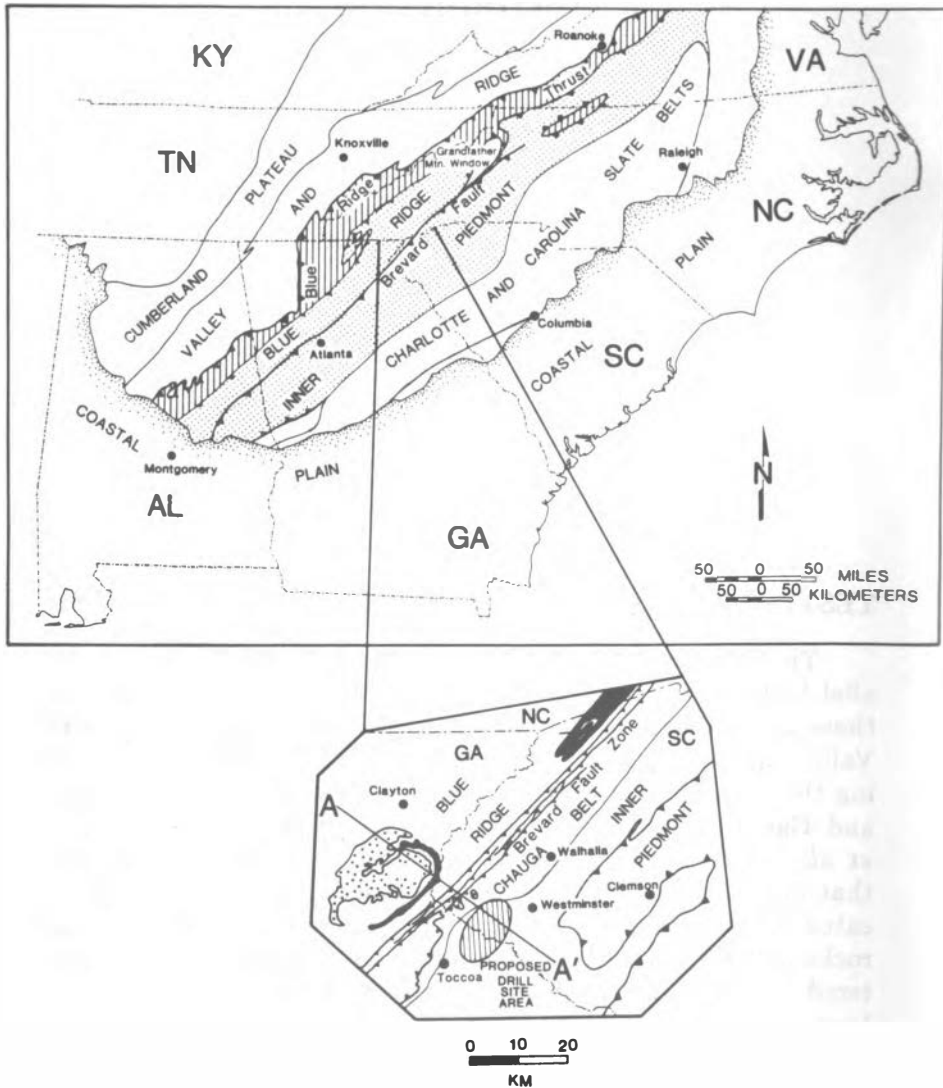 KY
Roanoke
VA
RIDGE
Thrust
TN
PLATEAU
Knoxville
AND
Grandfather
Mtn. Window
BELTS
Ridge
RIDGE
Fault
SLATE
Raleigh
NC
PIEDMONT
Blue
Brevard
CUMBERLAND
VALLEY
CAROLINA
PLAIN
BLUE
AND
Atlanta
CHARLOTTE
Columbia
INNER
COASTAL
SC
COASTAL
Montgomery
PLAIN
N
AL
GA
50 0 50 MILES
50 0 50 KILOMETERS
NC
SC
GA
Zone
Clayton
BLUE
Fault
A
RIDGE
BELT
INNER
Brevard
PIEDMONT
Walhalla
CHAUGA
Clemson
Westminster
A'
Toccoa
PROPOSED
DRILL
SITE
AREA
0 10 20
KM